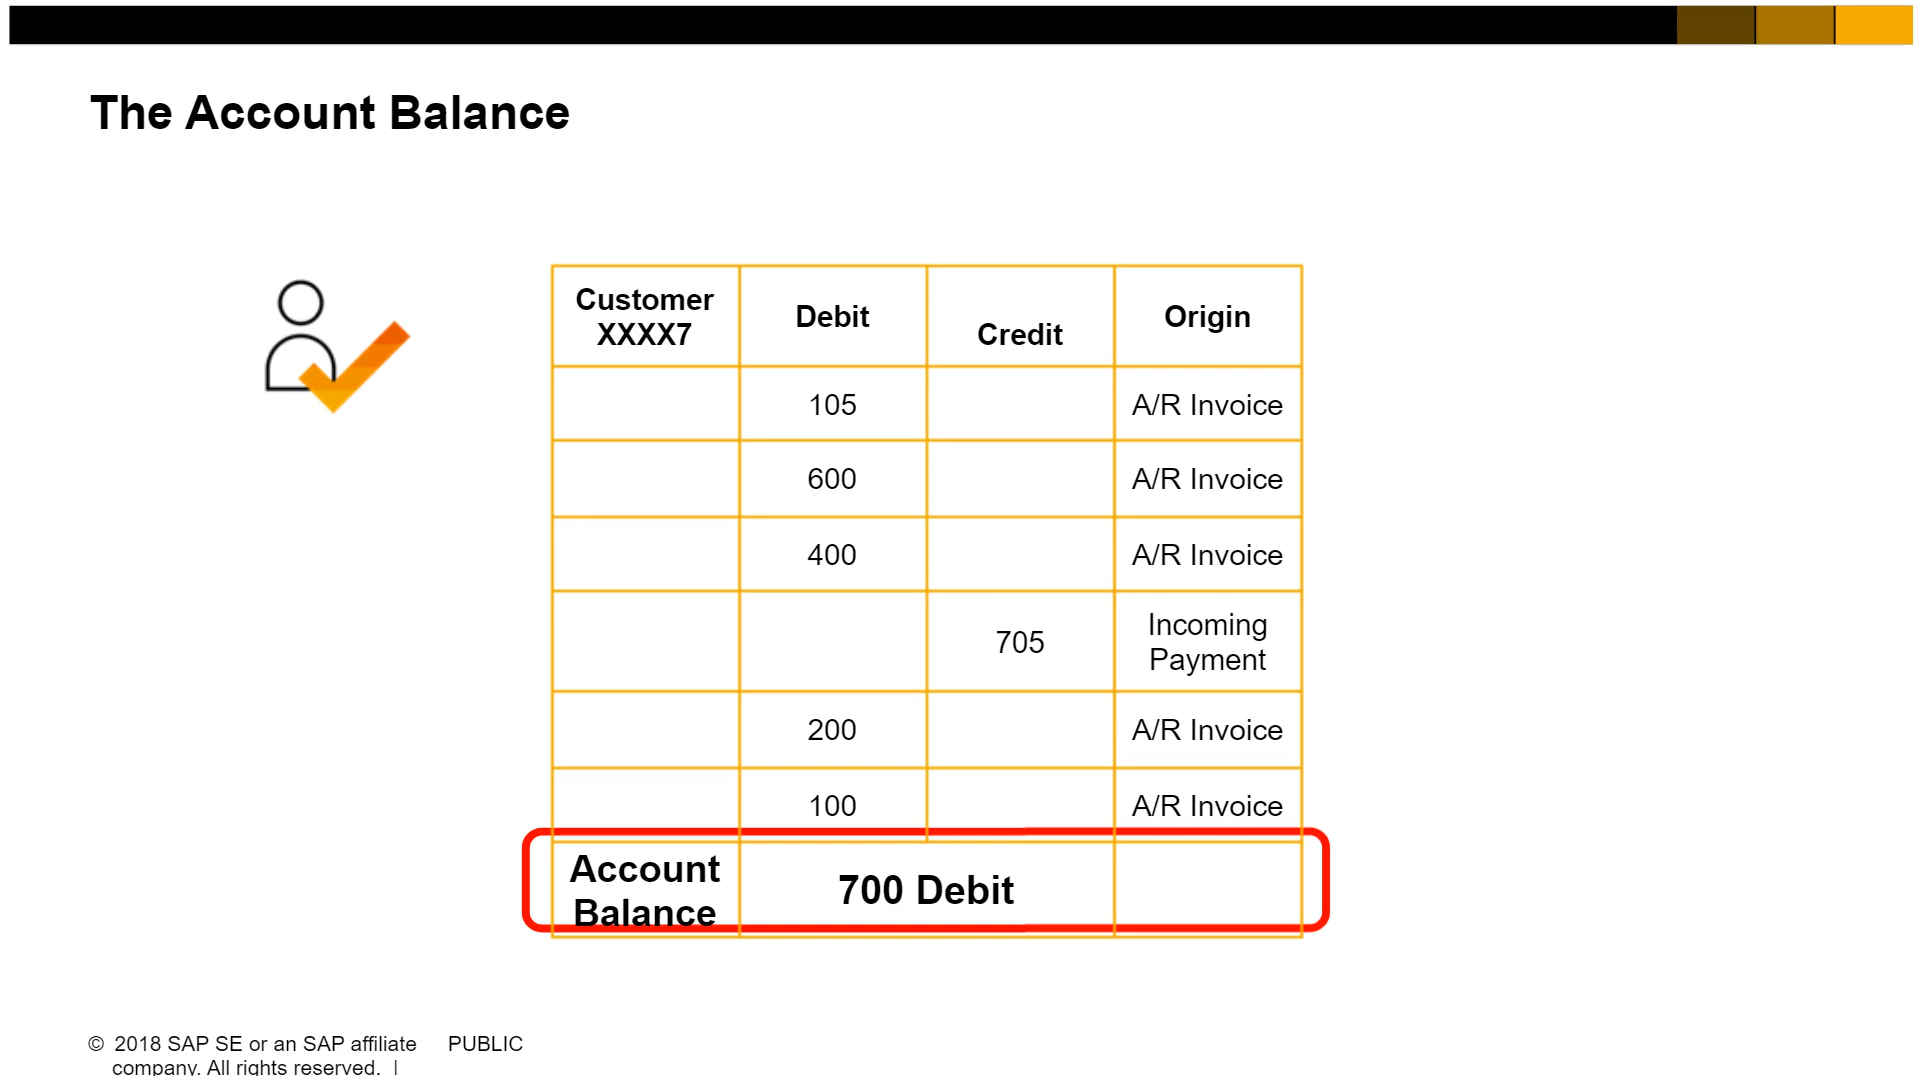 The Account Balance
Customer
XXXX7
Debit
Credit
Origin
105
A/R Invoice
600
A/R Invoice
400
A/R Invoice
705
Incoming
Payment
200
A/R Invoice
100
A/R Invoice
Account
Balance
700 Debit
© 2018 SAP SE or an SAP affiliate
company. All rights reserved. |
PUBLIC